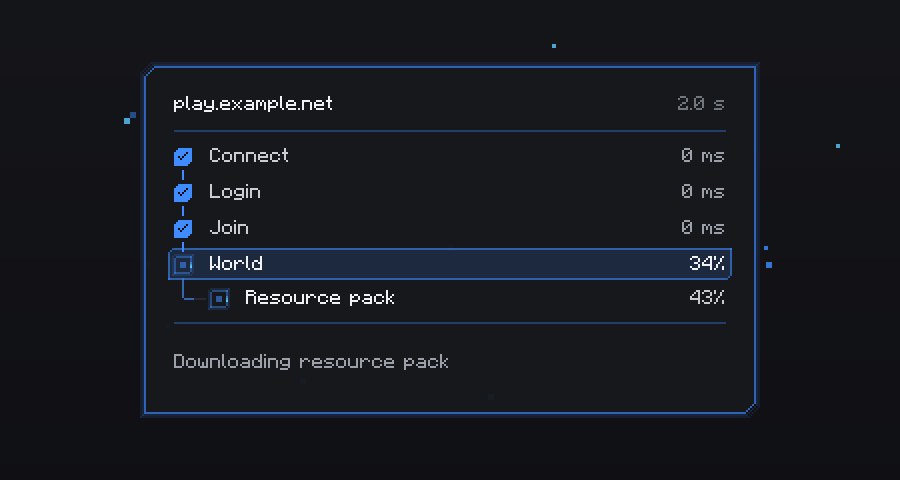 play.example.net 2.0 s
Connect 0 ms
Login 0 ms
Join 0 ms
World 34%
Resource pack 43%
Downloading resource pack